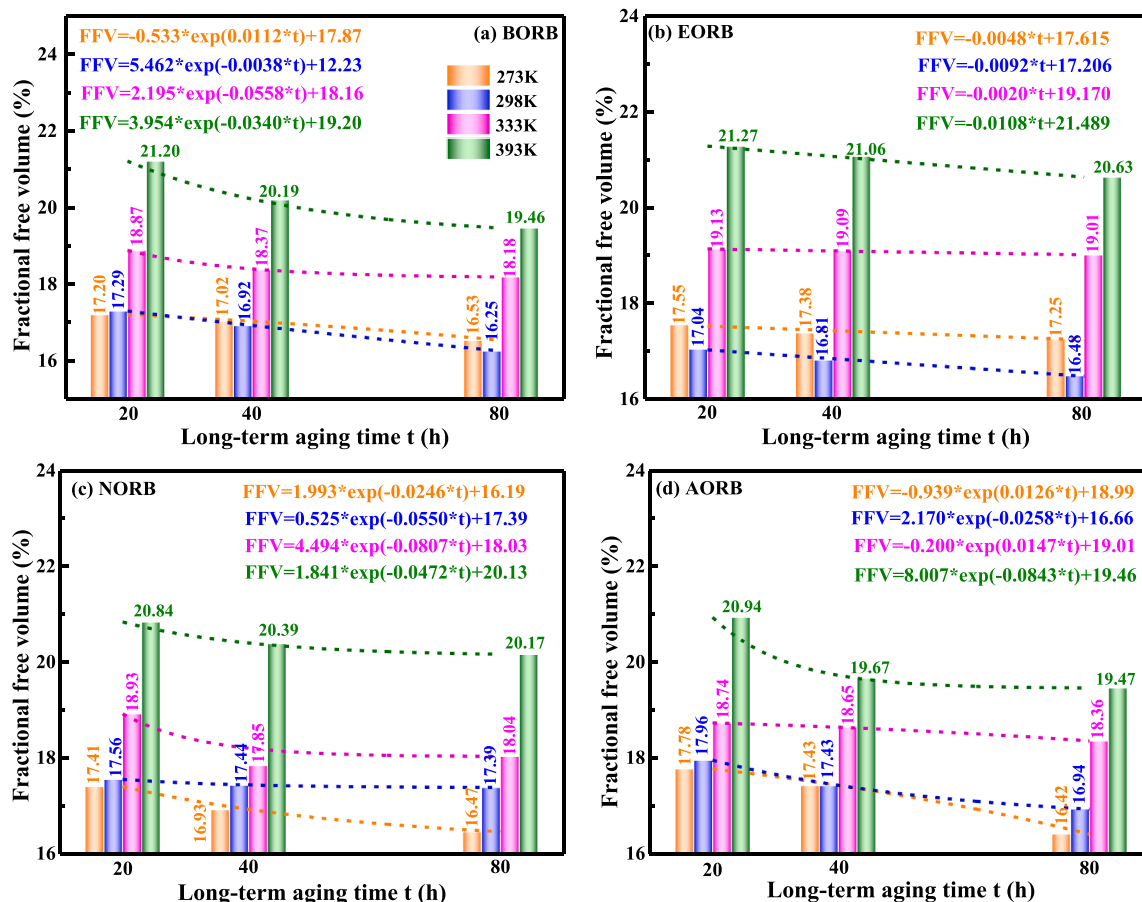 24
22
20
18
16
Fractional free volume (%)
FFV=-0.533*exp(0.0112*t)+17.87
FFV=5.462*exp(-0.0038*t)+12.23
FFV=2.195*exp(-0.0558*t)+18.16
FFV=3.954*exp(-0.0340*t)+19.20
(a) BORB
273K
298K
333K
393K
17.20
17.29
18.87
21.20
17.02
16.92
18.37
20.19
16.53
16.25
18.18
19.46
20
40
80
Long-term aging time t (h)
24
22
20
18
16
Fractional free volume (%)
(b) EORB
FFV=-0.0048*t+17.615
FFV=-0.0092*t+17.206
FFV=-0.0020*t+19.170
FFV=-0.0108*t+21.489
17.55
17.04
19.13
21.27
17.38
16.81
19.09
21.06
17.25
16.48
19.01
20.63
20
40
80
Long-term aging time t (h)
24
22
20
18
16
Fractional free volume (%)
(c) NORB
FFV=1.993*exp(-0.0246*t)+16.19
FFV=0.525*exp(-0.0550*t)+17.39
FFV=4.494*exp(-0.0807*t)+18.03
FFV=1.841*exp(-0.0472*t)+20.13
17.41
17.56
18.93
20.84
16.93
17.44
17.85
20.39
16.47
17.39
18.04
20.17
20
40
80
Long-term aging time t (h)
24
22
20
18
16
Fractional free volume (%)
(d) AORB
FFV=-0.939*exp(0.0126*t)+18.99
FFV=2.170*exp(-0.0258*t)+16.66
FFV=-0.200*exp(0.0147*t)+19.01
FFV=8.007*exp(-0.0843*t)+19.46
17.78
17.96
18.74
20.94
17.43
17.43
18.65
19.67
16.42
16.94
18.36
19.47
20
40
80
Long-term aging time t (h)